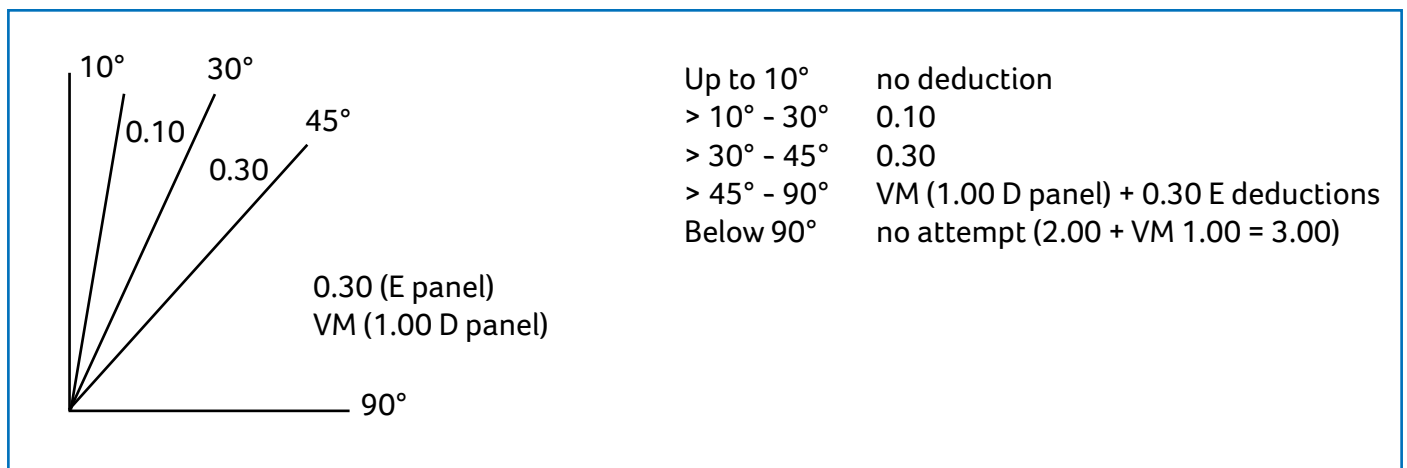 10° 30°
45°
0.10
0.30
0.30 (E panel)
VM (1.00 D panel)
90°
Up to 10° no deduction
> 10° - 30° 0.10
> 30° - 45° 0.30
> 45° - 90° VM (1.00 D panel) + 0.30 E deductions
Below 90° no attempt (2.00 + VM 1.00 = 3.00)